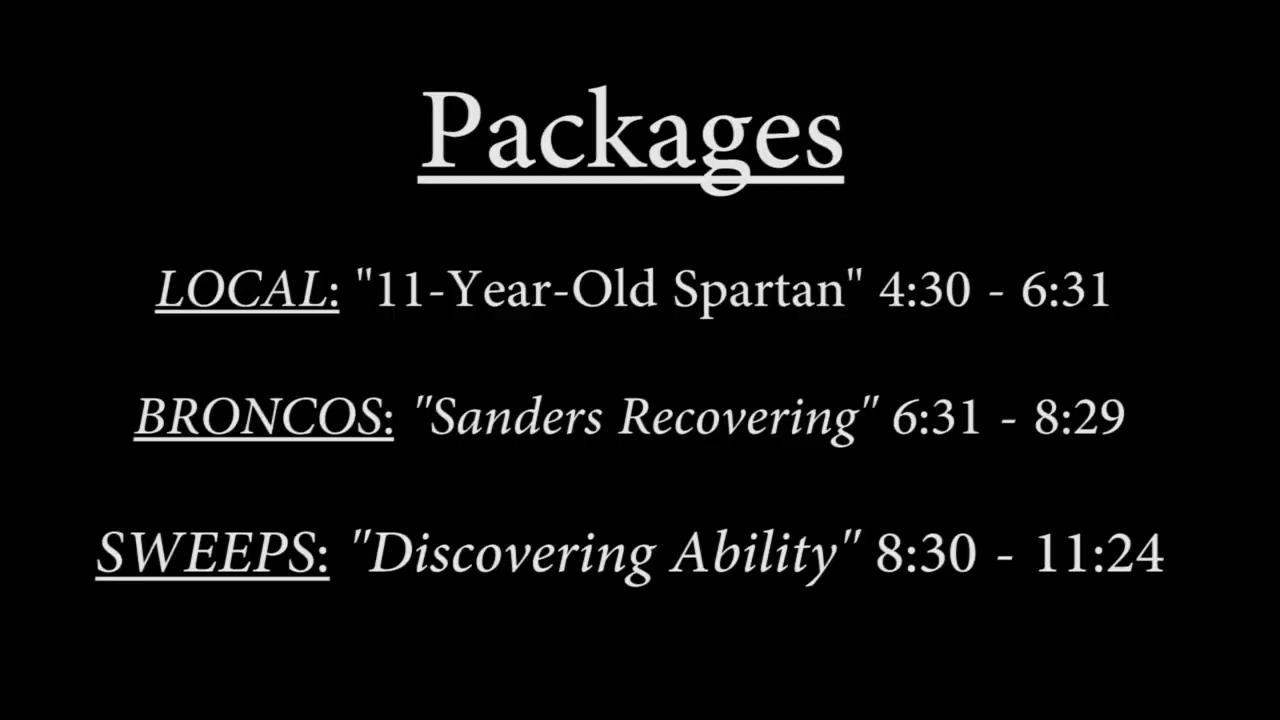 Packages
LOCAL: "11-Year-Old Spartan" 4:30 - 6:31
BRONCOS: "Sanders Recovering" 6:31 - 8:29
SWEEPS: "Discovering Ability" 8:30 - 11:24